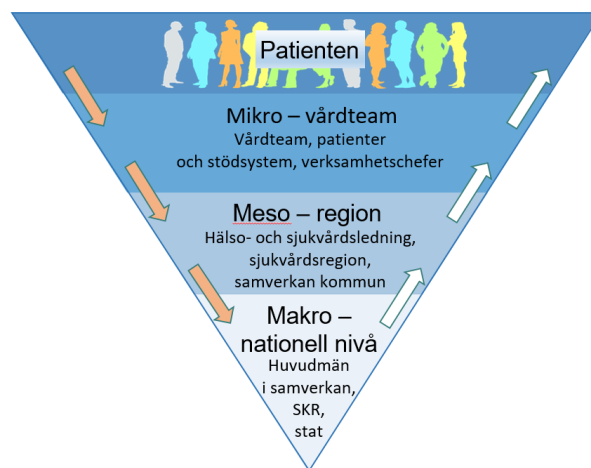 Patienten
Mikro – vårdteam
Vårdteam, patienter
och stödsystem, verksamhetschefer
Meso – region
Hälso- och sjukvårdsledning,
sjukvårdsregion,
samverkan kommun
Makro –
nationell nivå
Huvudmän
i samverkan,
SKR,
stat